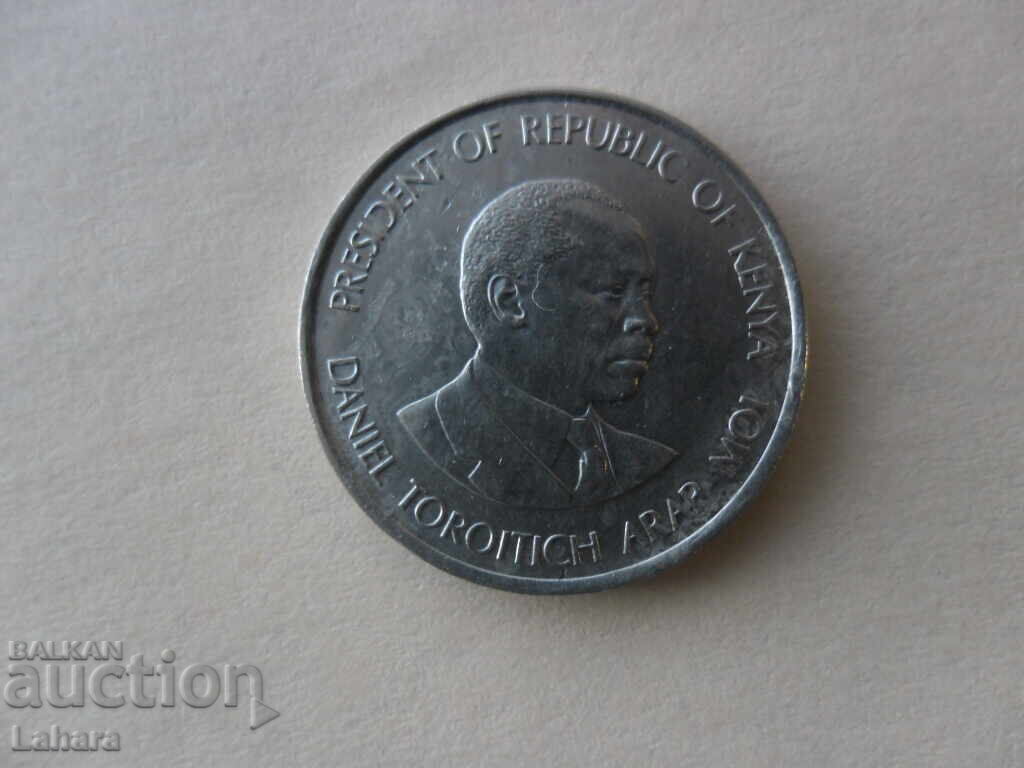 PRESIDENT OF REPUBLIC OF KENYA
DANIEL TOROITICH ARAP MOI
BALKAN
auction
Lahara